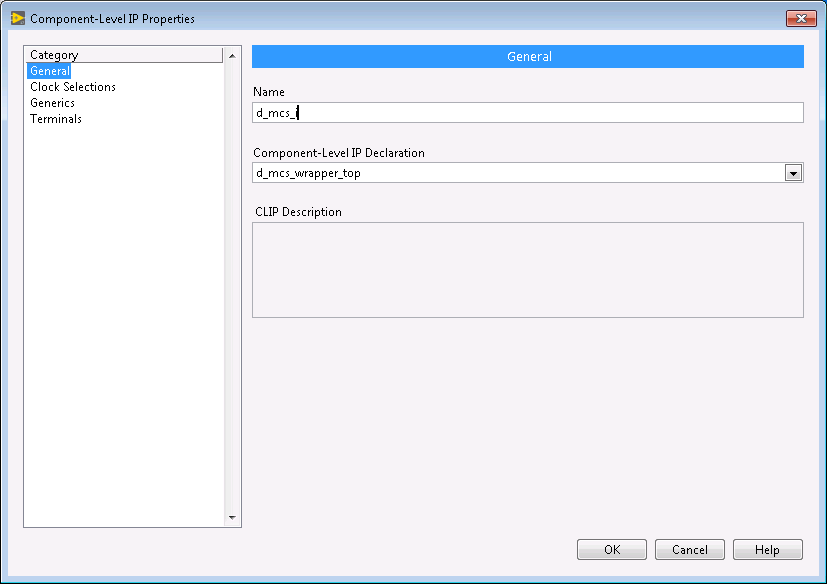 Component-Level IP Properties
Category
General
Clock Selections
Generics
Terminals
General
Name
d_mcs_i
Component-Level IP Declaration
d_mcs_wrapper_top
CLIP Description
OK Cancel Help